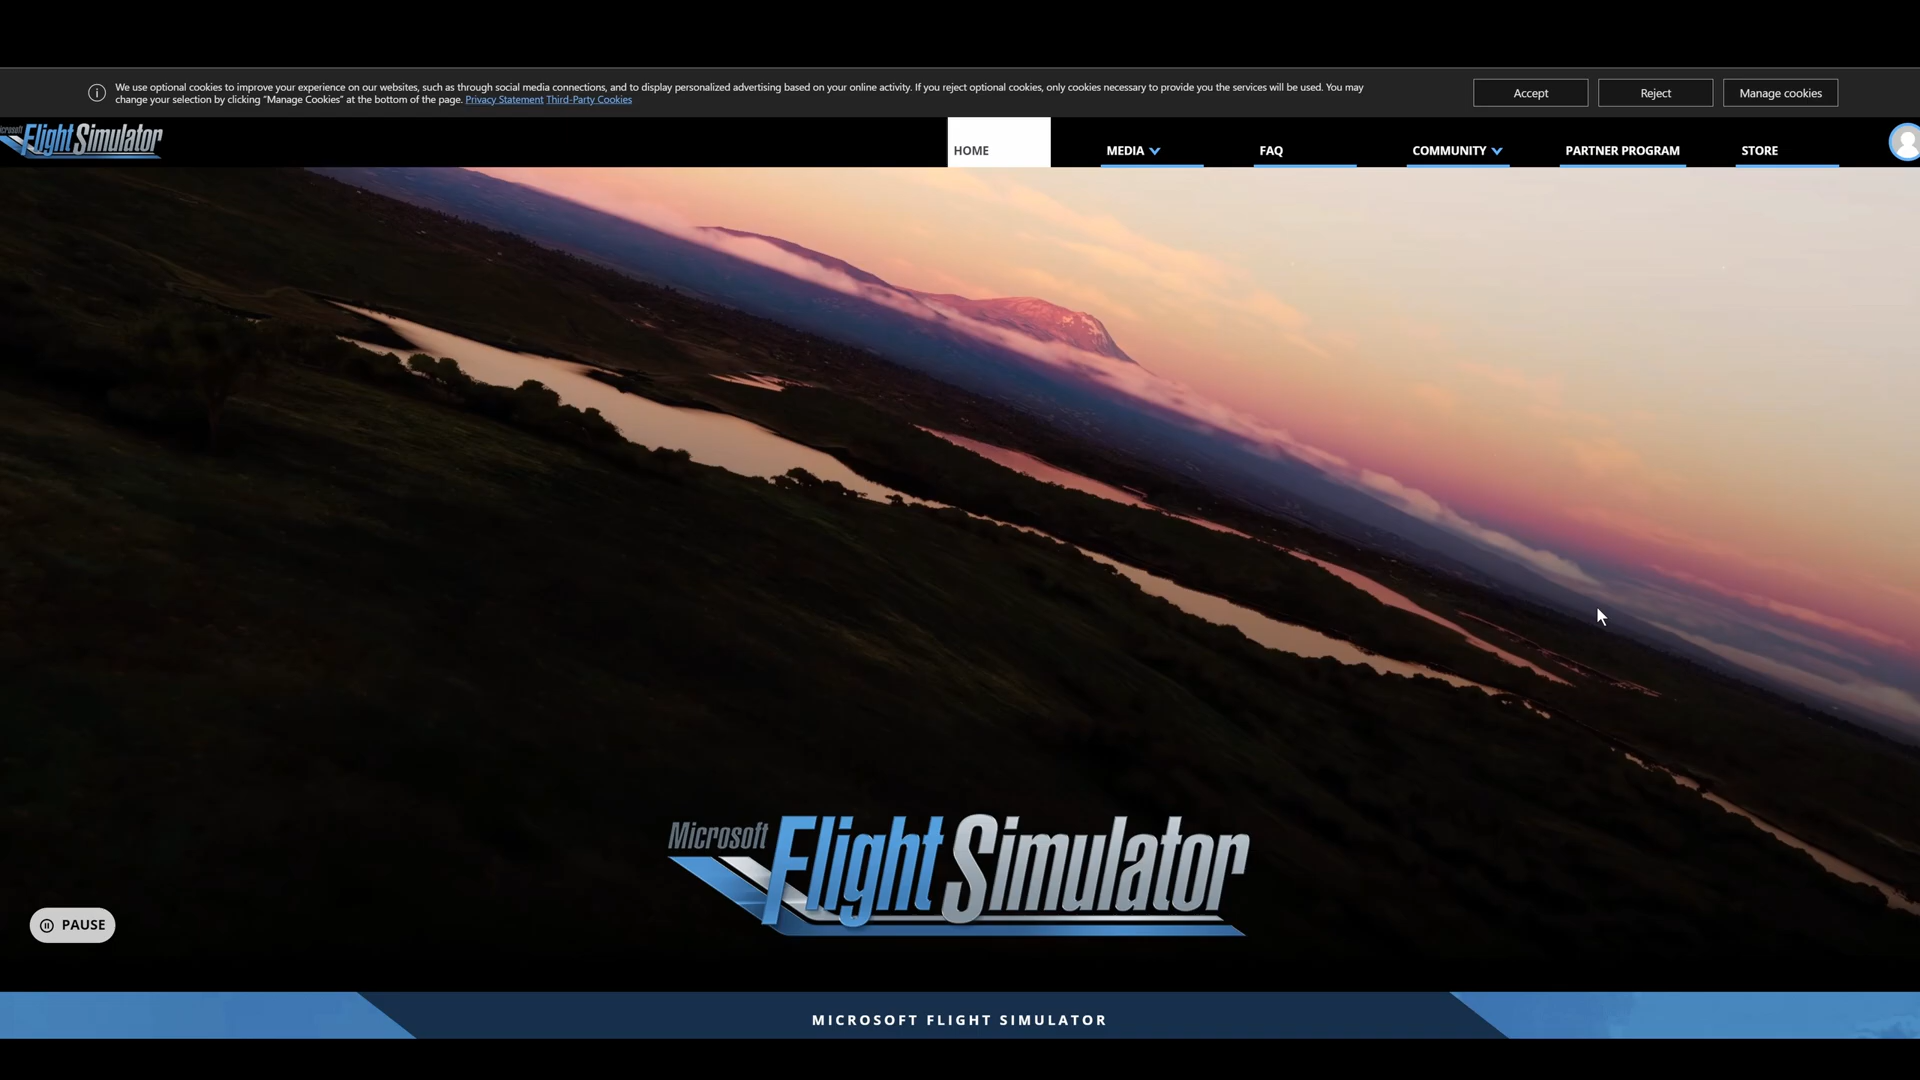 We use optional cookies to improve your experience on our websites, such as through social media connections, and to display personalized advertising based on your online activity. If you reject optional cookies, only cookies necessary to provide you the services will be used. You may
change your selection by clicking “Manage Cookies” at the bottom of the page. Privacy Statement Third-Party Cookies
Accept
Reject
Manage cookies
Flight Simulator
HOME
MEDIA
FAQ
COMMUNITY
PARTNER PROGRAM
STORE
Microsoft Flight Simulator
PAUSE
MICROSOFT FLIGHT SIMULATOR